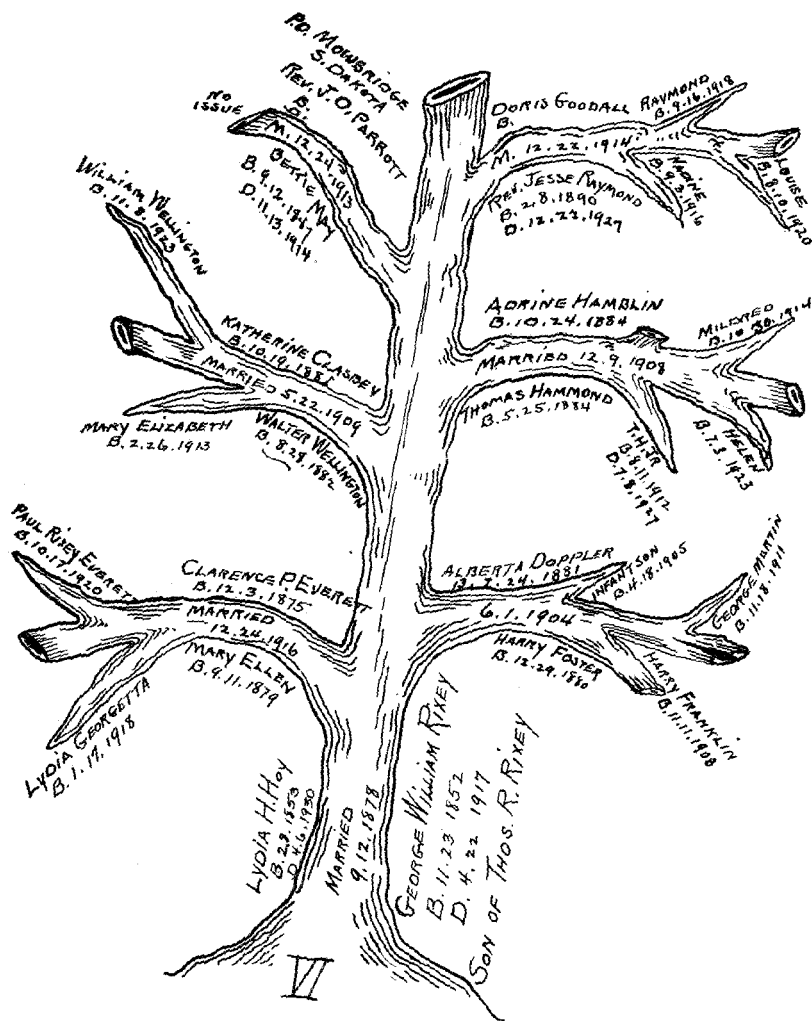 P.O. MOWBRIDGE
S. DAKOTA
REV. J. O. PARROTT
B.
D.
NO
ISSUE
M. 12.24.1913
BETTIE MAY
B. 9.12.1887
D. 11.13.1914
DORIS GOODALL
B.
M. 12.22.1914
REV. JESSE RAYMOND
B. 2.8.1890
D. 12.22.1927
RAYMOND
B. 9.16.1918
NADINE
B. 9.3.1916
LOUISE
B. 8.10.1920
WILLIAM WELLINGTON
B. 11.8.1923
KATHERINE CLASBEY
B. 10.19.1881
MARRIED 5.22.1909
WALTER WELLINGTON
B. 8.28.1882
MARY ELIZABETH
B. 2.26.1913
ADRINE HAMBLIN
B. 10.24.1884
MARRIED 12.9.1908
THOMAS HAMMOND
B. 5.25.1884
MILDRED
B. 10.30.1914
T.H. JR
B. 8.11.1912
D. 7.8.1927
HELEN
B. 7.3.1923
PAUL RIXEY EVERETT
B. 10.17.1920
CLARENCE P. EVERETT
B. 12.3.1875
MARRIED
12.24.1916
MARY ELLEN
B. 9.11.1879
LYDIA GEORGETTA
B. 1.17.1918
ALBERTA DOPPLER
B. 7.24.1881
6.1.1904
HARRY FOSTER
B. 12.29.1880
INFANT SON
B. 4.18.1905
GEORGE MARTIN
B. 11.18.1911
HARRY FRANKLIN
B. 11.11.1908
LYDIA H. HOY
B. 2.8.1853
D. 4.6.1930
MARRIED
9.12.1878
GEORGE WILLIAM RIXEY
B. 11.23 1852
D. 4.22 1917
SON OF THOS. R. RIXEY
VI